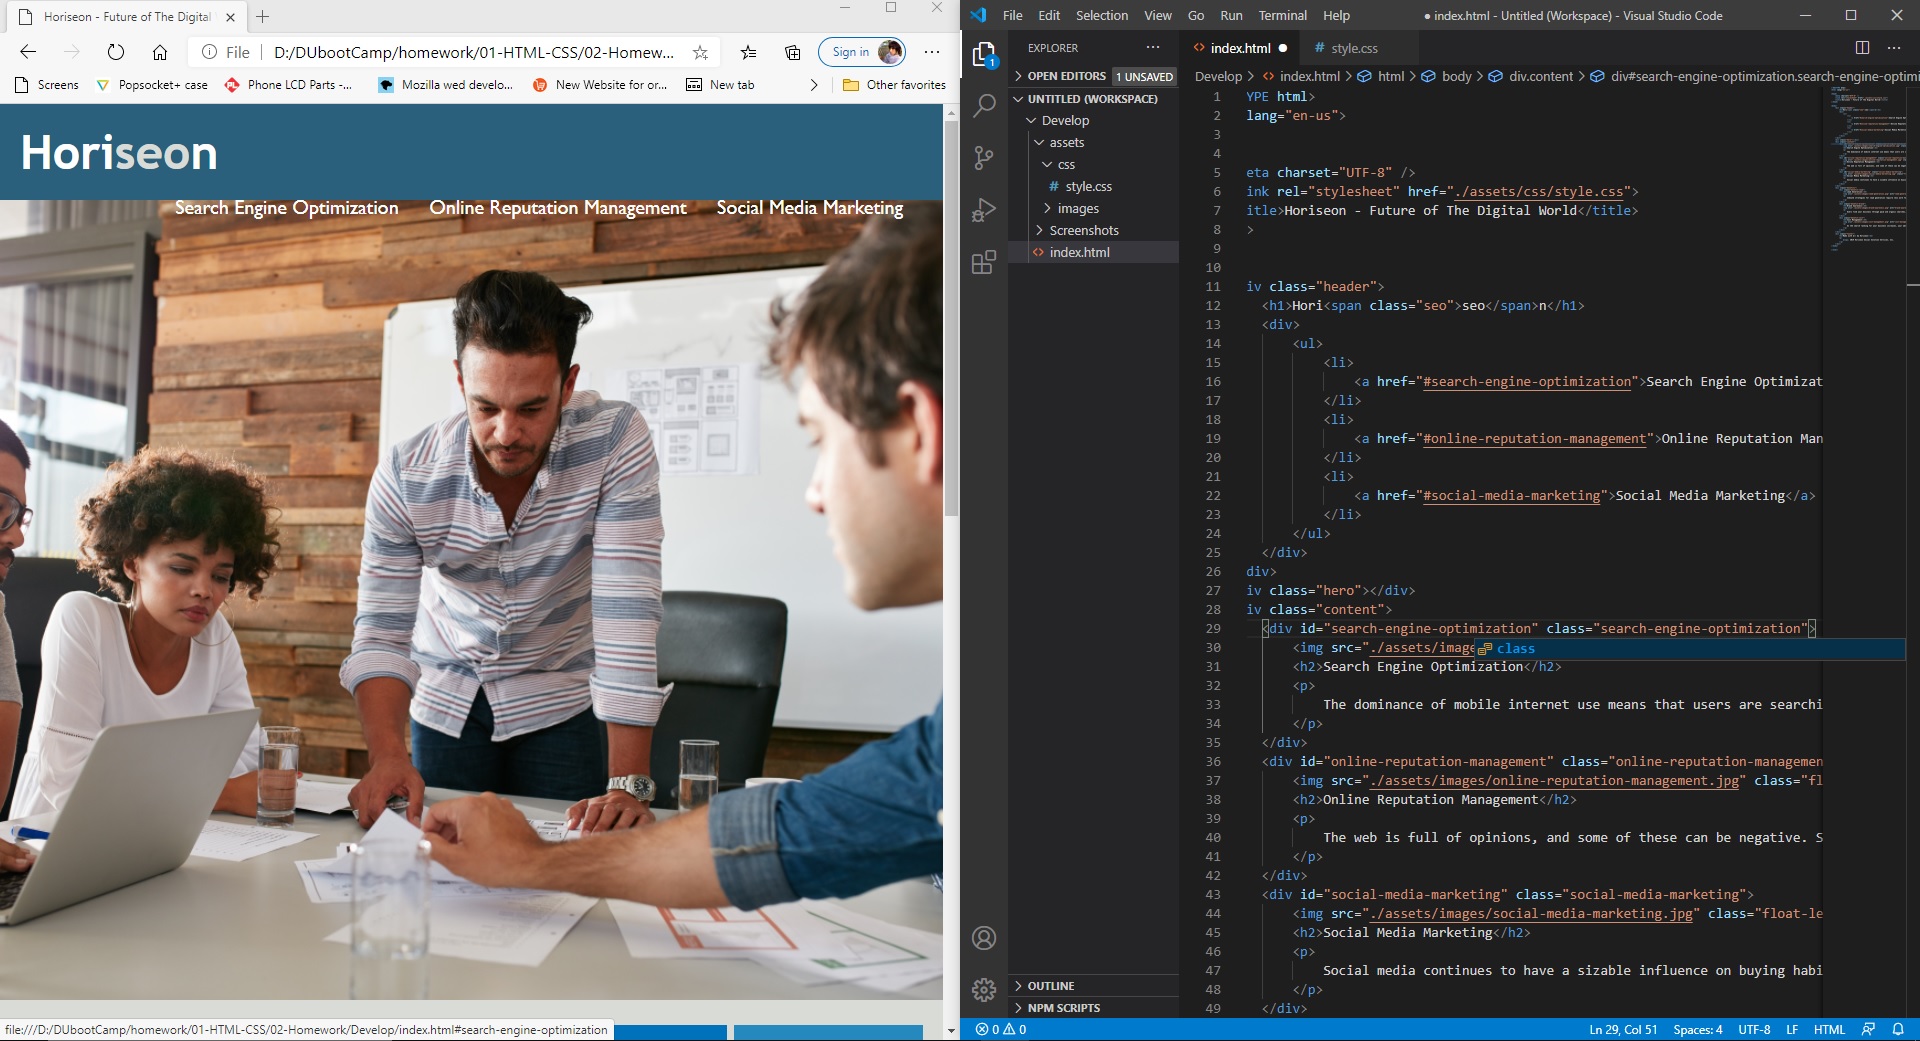 Horiseon - Future of The Digital
File D:/DUbootCamp/homework/01-HTML-CSS/02-Homew...
Sign in
Screens Popsocket+ case Phone LCD Parts -... Mozilla wed develo... New Website for or... New tab Other favorites
Horiseon
Search Engine Optimization Online Reputation Management Social Media Marketing
file:///D:/DUbootCamp/homework/01-HTML-CSS/02-Homework/Develop/index.html#search-engine-optimization
File Edit Selection View Go Run Terminal Help ● index.html - Untitled (Workspace) - Visual Studio Code
1
EXPLORER ...
OPEN EDITORS 1 UNSAVED
UNTITLED (WORKSPACE)
Develop
assets
css
# style.css
images
Screenshots
<> index.html
OUTLINE
NPM SCRIPTS
<> index.html ● # style.css
Develop > <> index.html > html > body > div.content > div#search-engine-optimization.search-engine-optimi
1 YPE html>
2 lang="en-us">
3
4
5 eta charset="UTF-8" />
6 ink rel="stylesheet" href="./assets/css/style.css">
7 itle>Horiseon - Future of The Digital World</title>
8 >
9
10
11 iv class="header">
12 <h1>Hori<span class="seo">seo</span>n</h1>
13 <div>
14 <ul>
15 <li>
16 <a href="#search-engine-optimization">Search Engine Optimizat
17 </li>
18 <li>
19 <a href="#online-reputation-management">Online Reputation Man
20 </li>
21 <li>
22 <a href="#social-media-marketing">Social Media Marketing</a>
23 </li>
24 </ul>
25 </div>
26 div>
27 iv class="hero"></div>
28 iv class="content">
29 <div id="search-engine-optimization" class="search-engine-optimization">
30 <img src="./assets/image class
31 <h2>Search Engine Optimization</h2>
32 <p>
33 The dominance of mobile internet use means that users are searchi
34 </p>
35 </div>
36 <div id="online-reputation-management" class="online-reputation-managemen
37 <img src="./assets/images/online-reputation-management.jpg" class="fl
38 <h2>Online Reputation Management</h2>
39 <p>
40 The web is full of opinions, and some of these can be negative. S
41 </p>
42 </div>
43 <div id="social-media-marketing" class="social-media-marketing">
44 <img src="./assets/images/social-media-marketing.jpg" class="float-le
45 <h2>Social Media Marketing</h2>
46 <p>
47 Social media continues to have a sizable influence on buying habi
48 </p>
49 </div>
0 0 Ln 29, Col 51 Spaces: 4 UTF-8 LF HTML